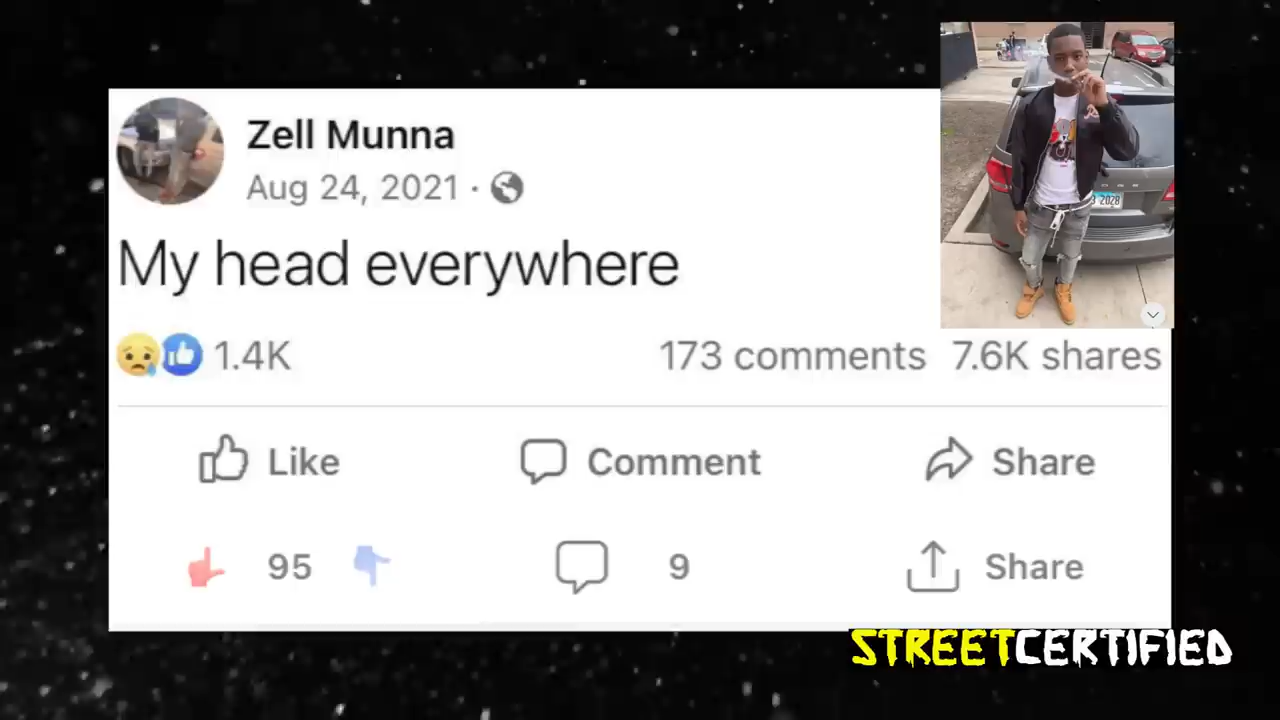 Zell Munna
Aug 24, 2021 ·
My head everywhere
1.4K
173 comments 7.6K shares
Like
Comment
Share
95
9
Share
STREETCERTIFIED